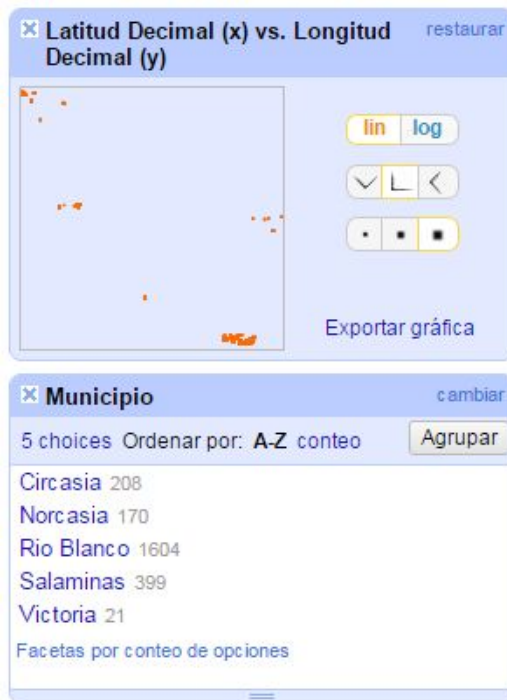 Latitud Decimal (x) vs. Longitud
Decimal (y)
restaurar
lin log
Exportar gráfica
Municipio
cambiar
5 choices Ordenar por: A-Z conteo
Agrupar
Circasia 208
Norcasia 170
Rio Blanco 1604
Salaminas 399
Victoria 21
Facetas por conteo de opciones